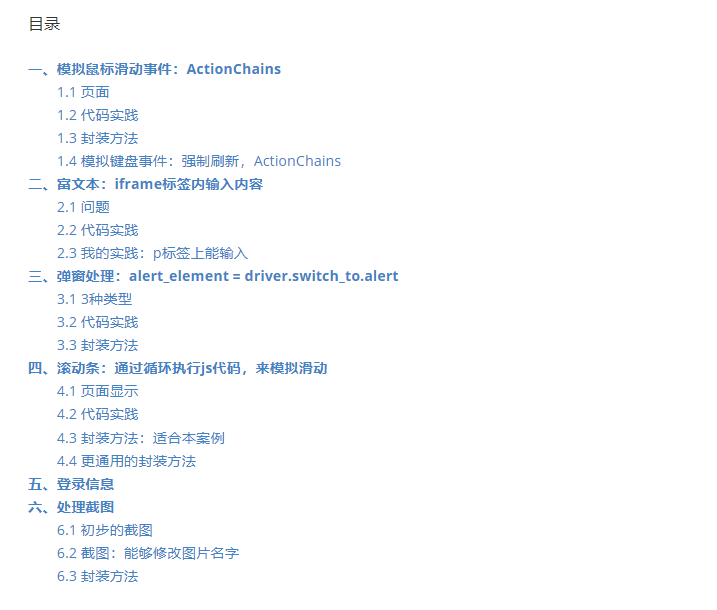 目录
一、模拟鼠标滑动事件：ActionChains
1.1 页面
1.2 代码实践
1.3 封装方法
1.4 模拟键盘事件：强制刷新，ActionChains
二、富文本：iframe标签内输入内容
2.1 问题
2.2 代码实践
2.3 我的实践：p标签上能输入
三、弹窗处理：alert_element = driver.switch_to.alert
3.1 3种类型
3.2 代码实践
3.3 封装方法
四、滚动条：通过循环执行js代码，来模拟滑动
4.1 页面显示
4.2 代码实践
4.3 封装方法：适合本案例
4.4 更通用的封装方法
五、登录信息
六、处理截图
6.1 初步的截图
6.2 截图：能够修改图片名字
6.3 封装方法